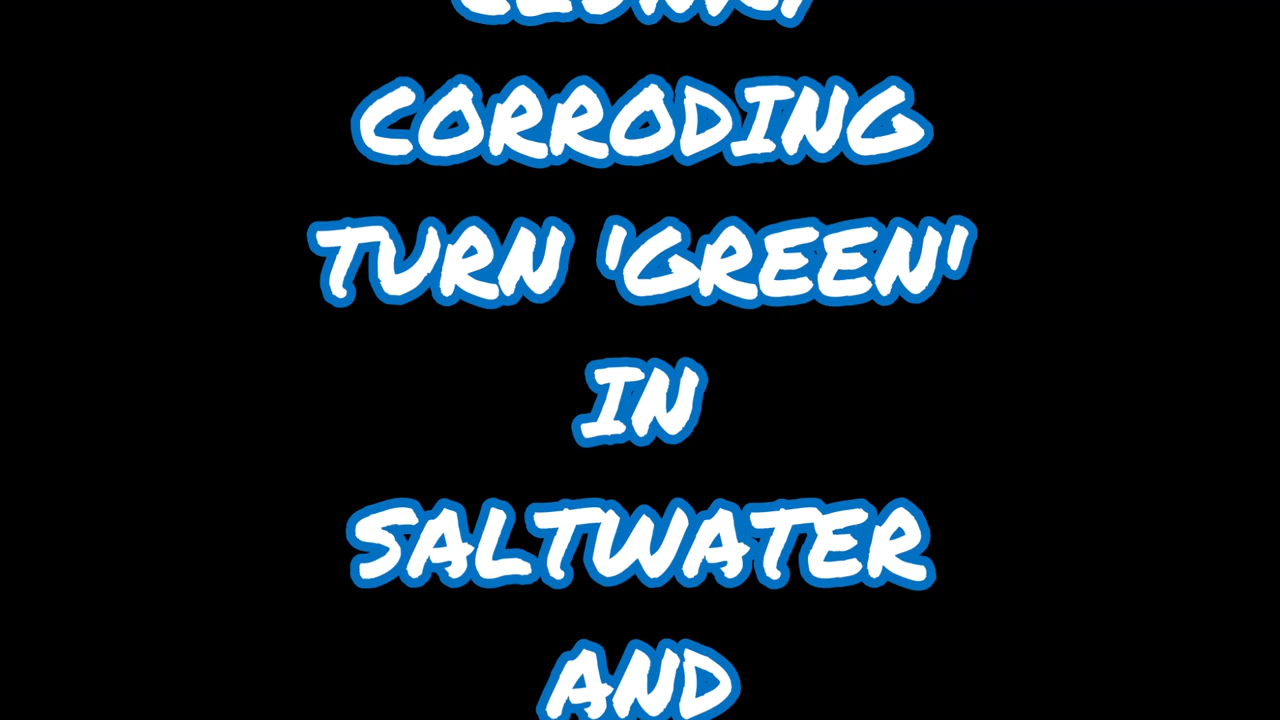 CORRODING
TURN 'GREEN'
IN
SALTWATER
AND